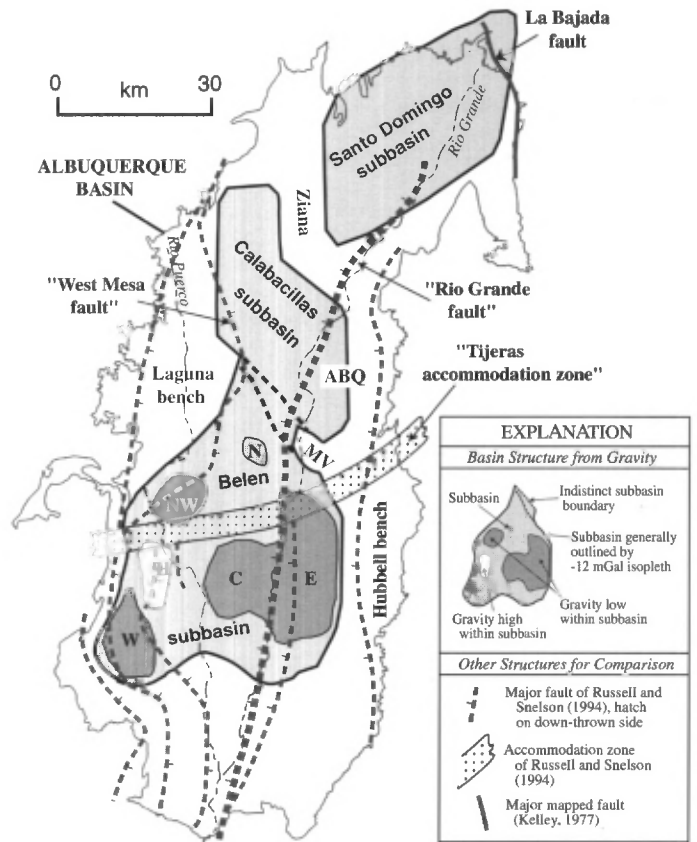 La Bajada
fault
0 30
km
Santo Domingo
subbasin
Rio Grande
ALBUQUERQUE
BASIN
Ziana
Rio Puerco
Calabacillas
subbasin
"West Mesa
fault"
"Rio Grande
fault"
"Tijeras
accommodation zone"
Laguna
bench
ABQ
N
MV
Belen
NW
H
C
E
W
subbasin
Hubbell bench
EXPLANATION
Basin Structure from Gravity
Subbasin
Indistinct subbasin
boundary
Subbasin generally
outlined by
-12 mGal isopleth
Gravity low
within subbasin
Gravity high
within subbasin
Other Structures for Comparison
Major fault of Russell and
Snelson (1994), hatch
on down-thrown side
Accommodation zone
of Russell and Snelson
(1994)
Major mapped fault
(Kelley, 1977)